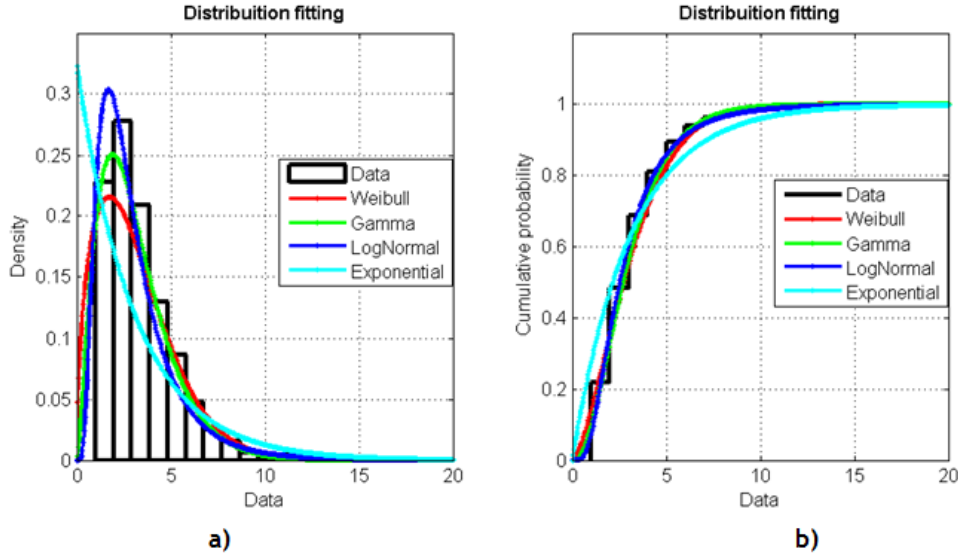 Distribuition fitting
Density
0.3
0.25
0.2
0.15
0.1
0.05
0
0
5
10
15
20
Data
Data
Weibull
Gamma
LogNormal
Exponential
a)
Distribuition fitting
Cumulative probability
1
0.8
0.6
0.4
0.2
0
0
5
10
15
20
Data
Data
Weibull
Gamma
LogNormal
Exponential
b)